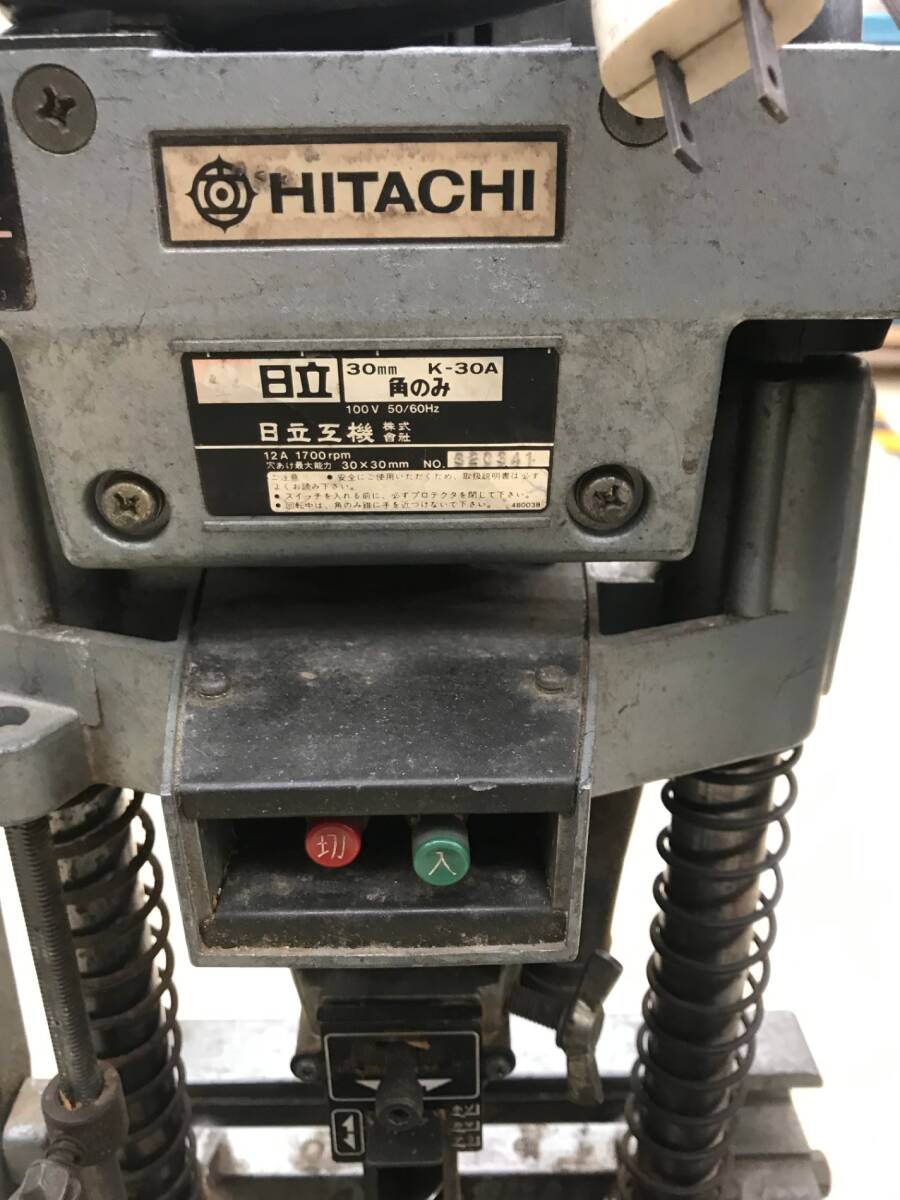 HITACHI
日立
30mm K-30A
角のみ
100V 50/60Hz
日立工機 株式會社
12A 1700rpm
穴あけ最大能力 30×30mm NO.
ご注意 ●安全にご使用いただくため、取扱説明書は必ず
よくお読み下さい。
●スイッチを入れる前に、必ずプロテクタを閉じて下さい。
●回転中は、角のみ錐に手を近づけないで下さい。 480038
切
入